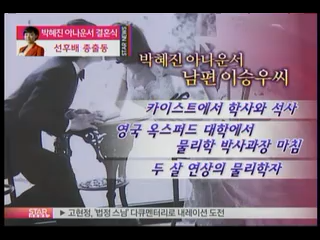 박혜진 아나운서 결혼식
선후배 총출동
박혜진 아나운서
남편 이승우씨
카이스트에서 학사와 석사
영국 옥스퍼드 대학에서
물리학 박사과정 마침
두 살 연상의 물리학자
STAR
고현정, '법정 스님' 다큐멘터리로 내레이션 도전